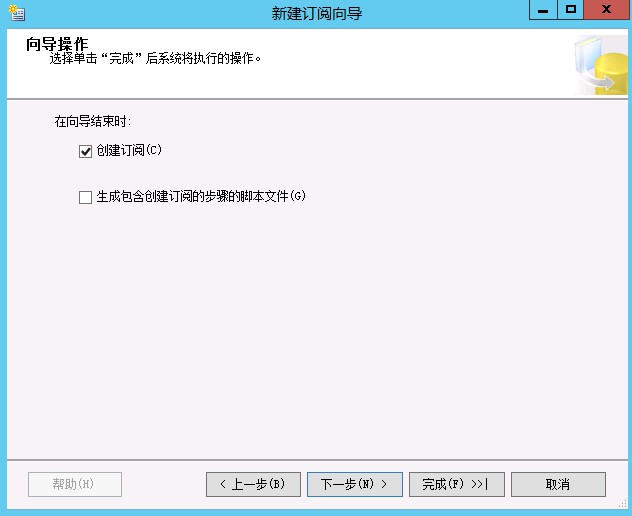 新建订阅向导
向导操作
选择单击“完成”后系统将执行的操作。
在向导结束时:
创建订阅(C)
生成包含创建订阅的步骤的脚本文件(G)
帮助(H)
< 上一步(B)
下一步(N) >
完成(F) >>|
取消